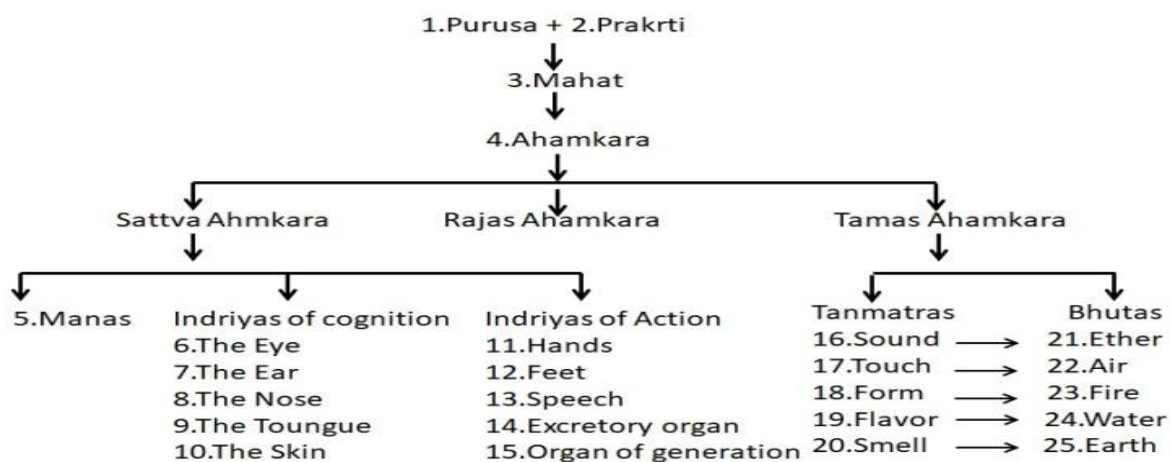 1.Purusa + 2.Prakrti
3.Mahat
4.Ahamkara
Sattva Ahmkara Rajas Ahamkara Tamas Ahamkara
5.Manas Indriyas of cognition Indriyas of Action Tanmatras Bhutas
6.The Eye 11.Hands 16.Sound 21.Ether
7.The Ear 12.Feet 17.Touch 22.Air
8.The Nose 13.Speech 18.Form 23.Fire
9.The Toungue 14.Excretory organ 19.Flavor 24.Water
10.The Skin 15.Organ of generation 20.Smell 25.Earth